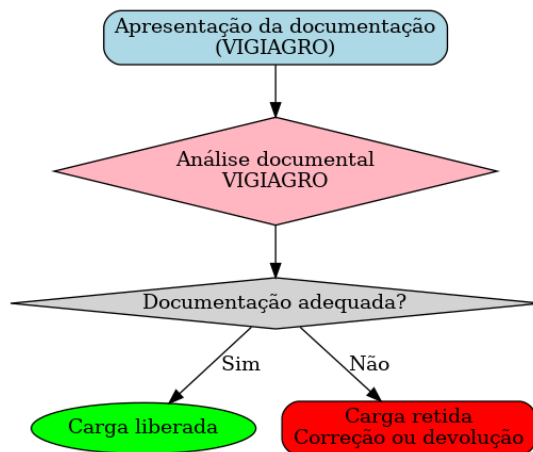 Apresentação da documentação
(VIGIAGRO)
Análise documental
VIGIAGRO
Documentação adequada?
Sim
Não
Carga liberada
Carga retida
Correção ou devolução